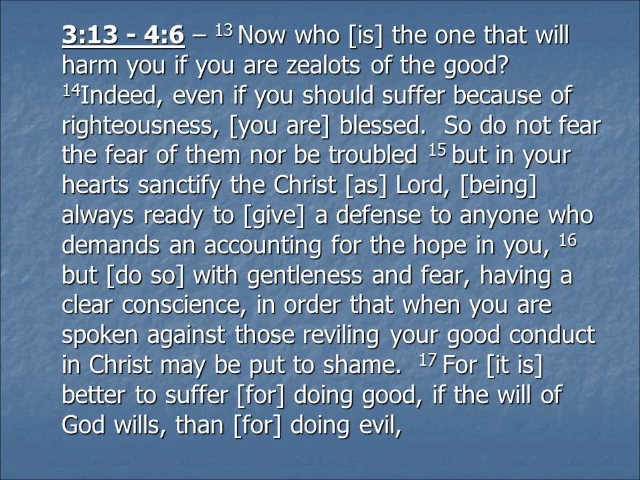 3:13 - 4:6 – 13 Now who [is] the one that will
harm you if you are zealots of the good?
14Indeed, even if you should suffer because of
righteousness, [you are] blessed.  So do not fear
the fear of them nor be troubled 15 but in your
hearts sanctify the Christ [as] Lord, [being]
always ready to [give] a defense to anyone who
demands an accounting for the hope in you, 16
but [do so] with gentleness and fear, having a
clear conscience, in order that when you are
spoken against those reviling your good conduct
in Christ may be put to shame.  17 For [it is]
better to suffer [for] doing good, if the will of
God wills, than [for] doing evil,